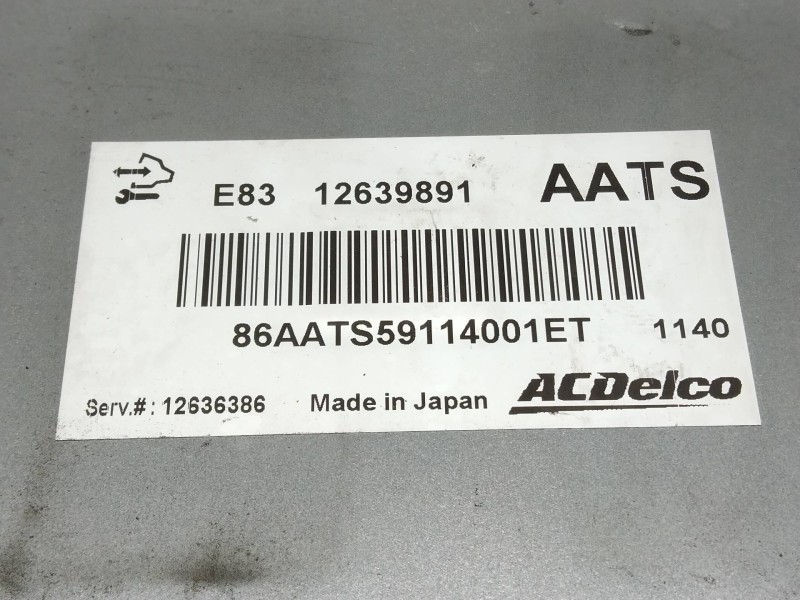 E83 12639891 AATS
86AATS59114001ET 1140
Serv.#: 12636386 Made in Japan ACDelco